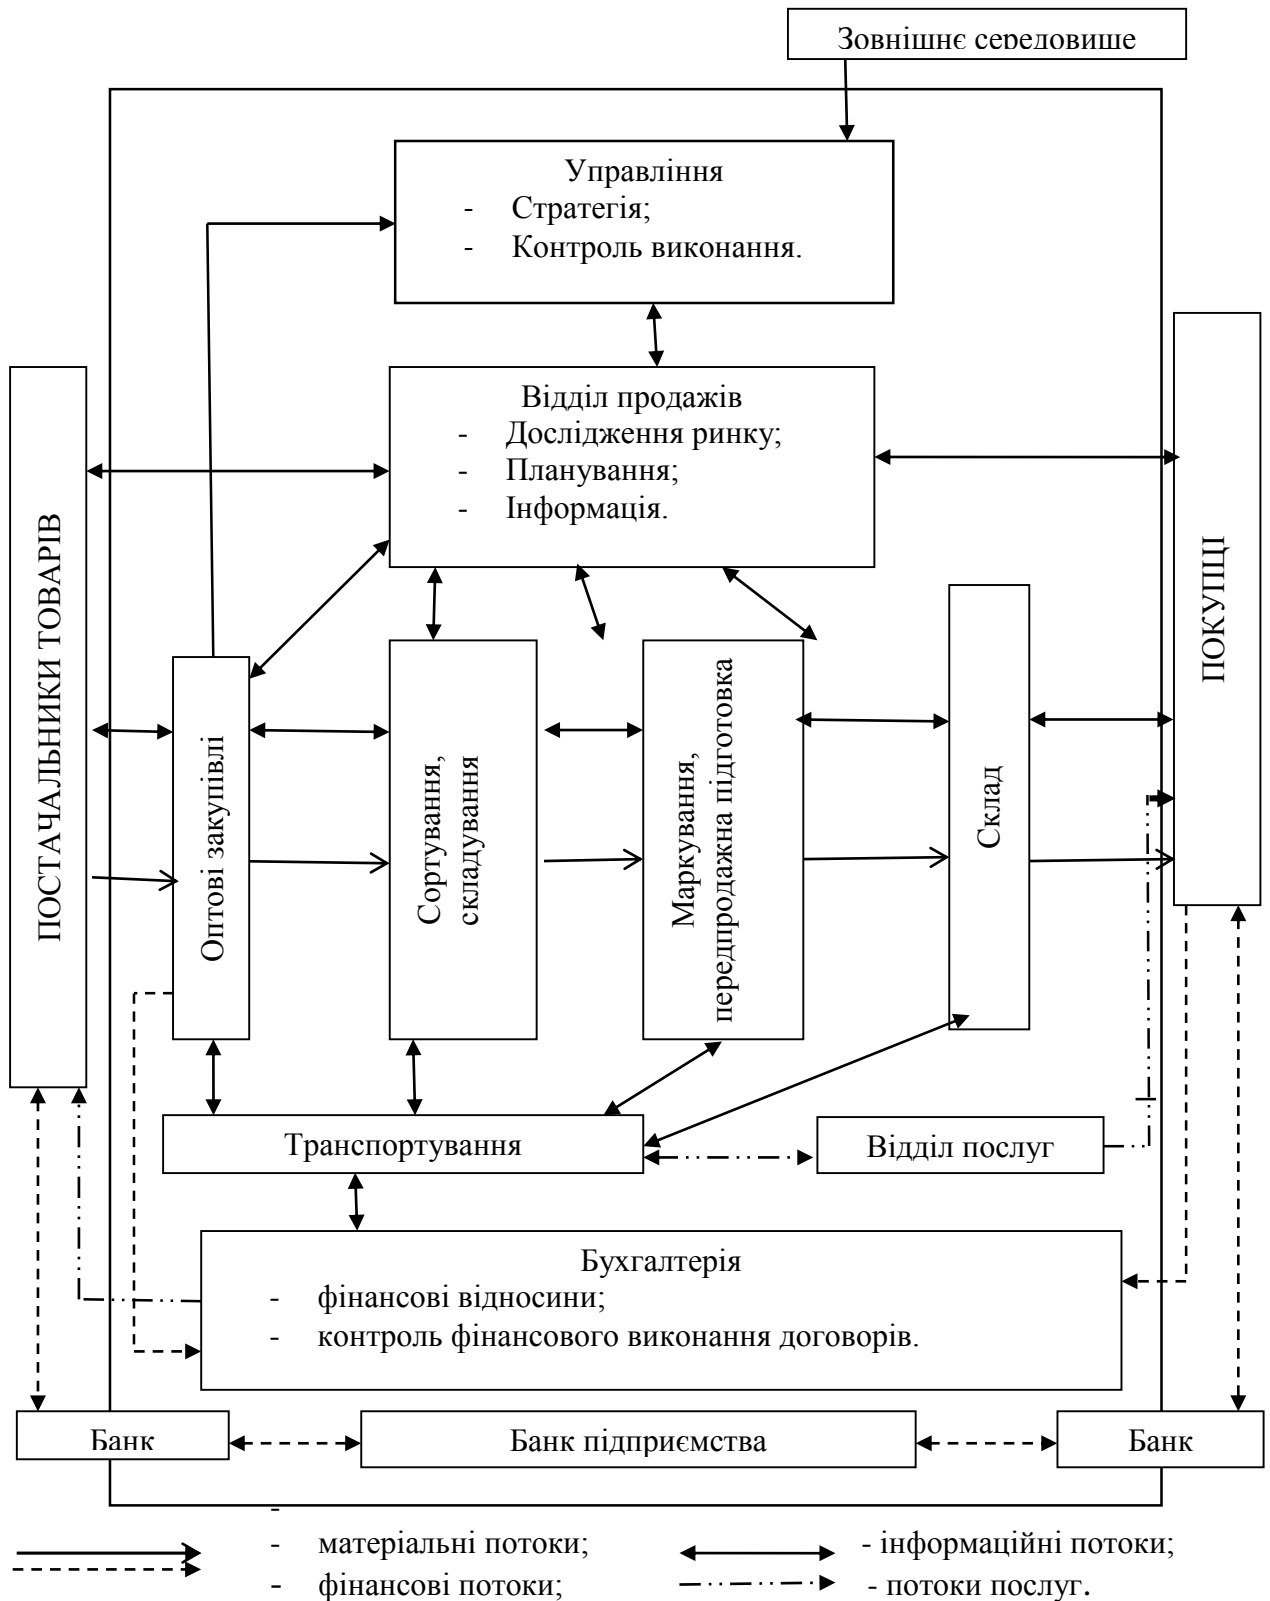 Зовнішнє середовище
Управління
- Стратегія;
- Контроль виконання.
Відділ продажів
- Дослідження ринку;
- Планування;
- Інформація.
ПОСТАЧАЛЬНИКИ ТОВАРІВ
Оптові закупівлі
Сортування,
складування
Маркування,
передпродажна підготовка
Склад
ПОКУПЦІ
Транспортування
Відділ послуг
Бухгалтерія
- фінансові відносини;
- контроль фінансового виконання договорів.
Банк
Банк підприємства
Банк
-
- матеріальні потоки;
- інформаційні потоки;
- фінансові потоки;
- потоки послуг.